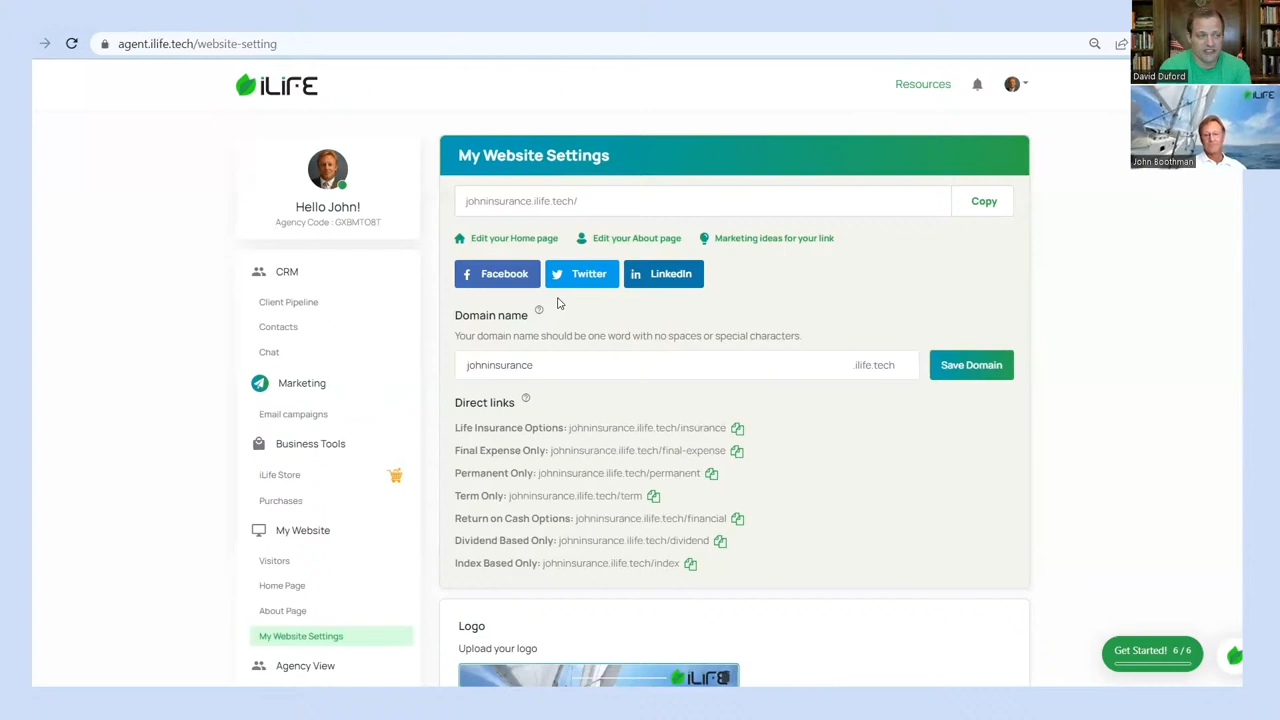 agent.ilife.tech/website-setting
David Duford
iLIFE
John Boothman
iLIFE
Resources
Hello John!
Agency Code : GXBMTO8T
CRM
Client Pipeline
Contacts
Chat
Marketing
Email campaigns
Business Tools
iLife Store
Purchases
My Website
Visitors
Home Page
About Page
My Website Settings
Agency View
My Website Settings
johninsurance.ilife.tech/
Copy
Edit your Home page
Edit your About page
Marketing ideas for your link
Facebook
Twitter
LinkedIn
Domain name
Your domain name should be one word with no spaces or special characters.
johninsurance
.ilife.tech
Save Domain
Direct links
Life Insurance Options: johninsurance.ilife.tech/insurance
Final Expense Only: johninsurance.ilife.tech/final-expense
Permanent Only: johninsurance.ilife.tech/permanent
Term Only: johninsurance.ilife.tech/term
Return on Cash Options: johninsurance.ilife.tech/financial
Dividend Based Only: johninsurance.ilife.tech/dividend
Index Based Only: johninsurance.ilife.tech/index
Logo
Upload your logo
iLIFE
Get Started! 6 / 6